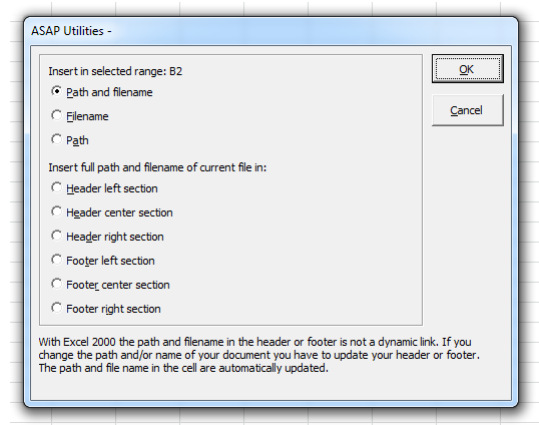 ASAP Utilities -
Insert in selected range: B2
OK
Path and filename
Filename
Cancel
Path
Insert full path and filename of current file in:
Header left section
Header center section
Header right section
Footer left section
Footer center section
Footer right section
With Excel 2000 the path and filename in the header or footer is not a dynamic link. If you
change the path and/or name of your document you have to update your header or footer.
The path and file name in the cell are automatically updated.